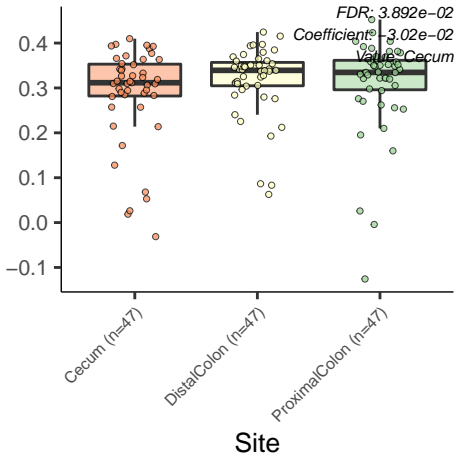 FDR: 3.892e−02
Coefficient: −3.02e−02
Value: Cecum
0.4
0.3
0.2
0.1
0.0
−0.1
Cecum (n=47)
DistalColon (n=47)
ProximalColon (n=47)
Site